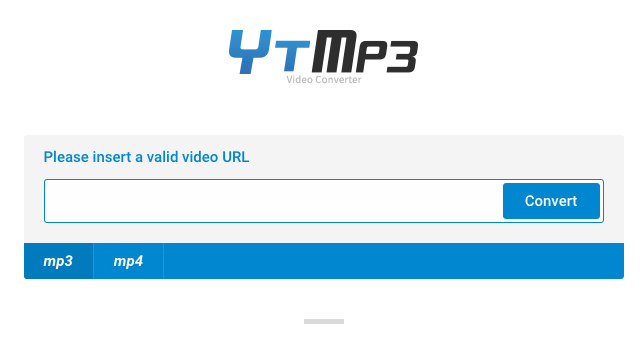 YTMP3
Video Converter
Please insert a valid video URL
Convert
mp3
mp4